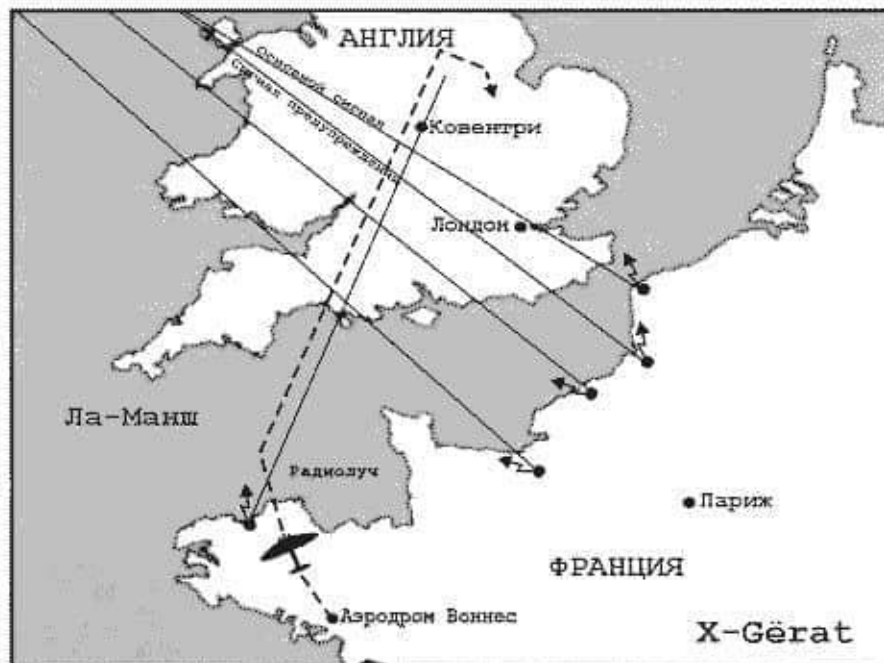 АНГЛИЯ
Основной сигнал
Сигнал предупреждения
Ковентри
Лондон
Ла-Манш
Радиолуч
Париж
ФРАНЦИЯ
Аэродром Воннес
X-Gërat